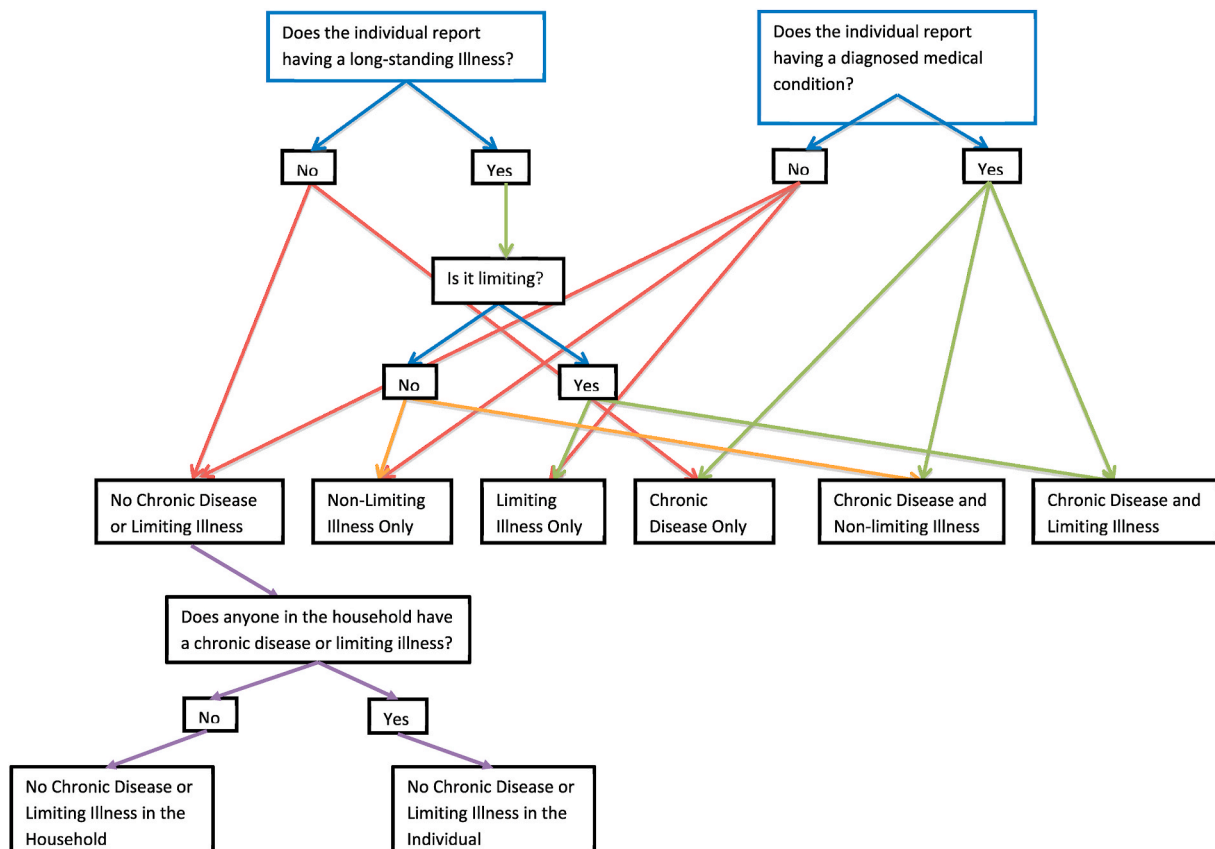 Does the individual report
having a long-standing Illness?
Does the individual report
having a diagnosed medical
condition?
No
Yes
No
Yes
Is it limiting?
No
Yes
No Chronic Disease
or Limiting Illness
Non-Limiting
Illness Only
Limiting
Illness Only
Chronic
Disease Only
Chronic Disease and
Non-limiting Illness
Chronic Disease and
Limiting Illness
Does anyone in the household have
a chronic disease or limiting illness?
No
Yes
No Chronic Disease or
Limiting Illness in the
Household
No Chronic Disease or
Limiting Illness in the
Individual